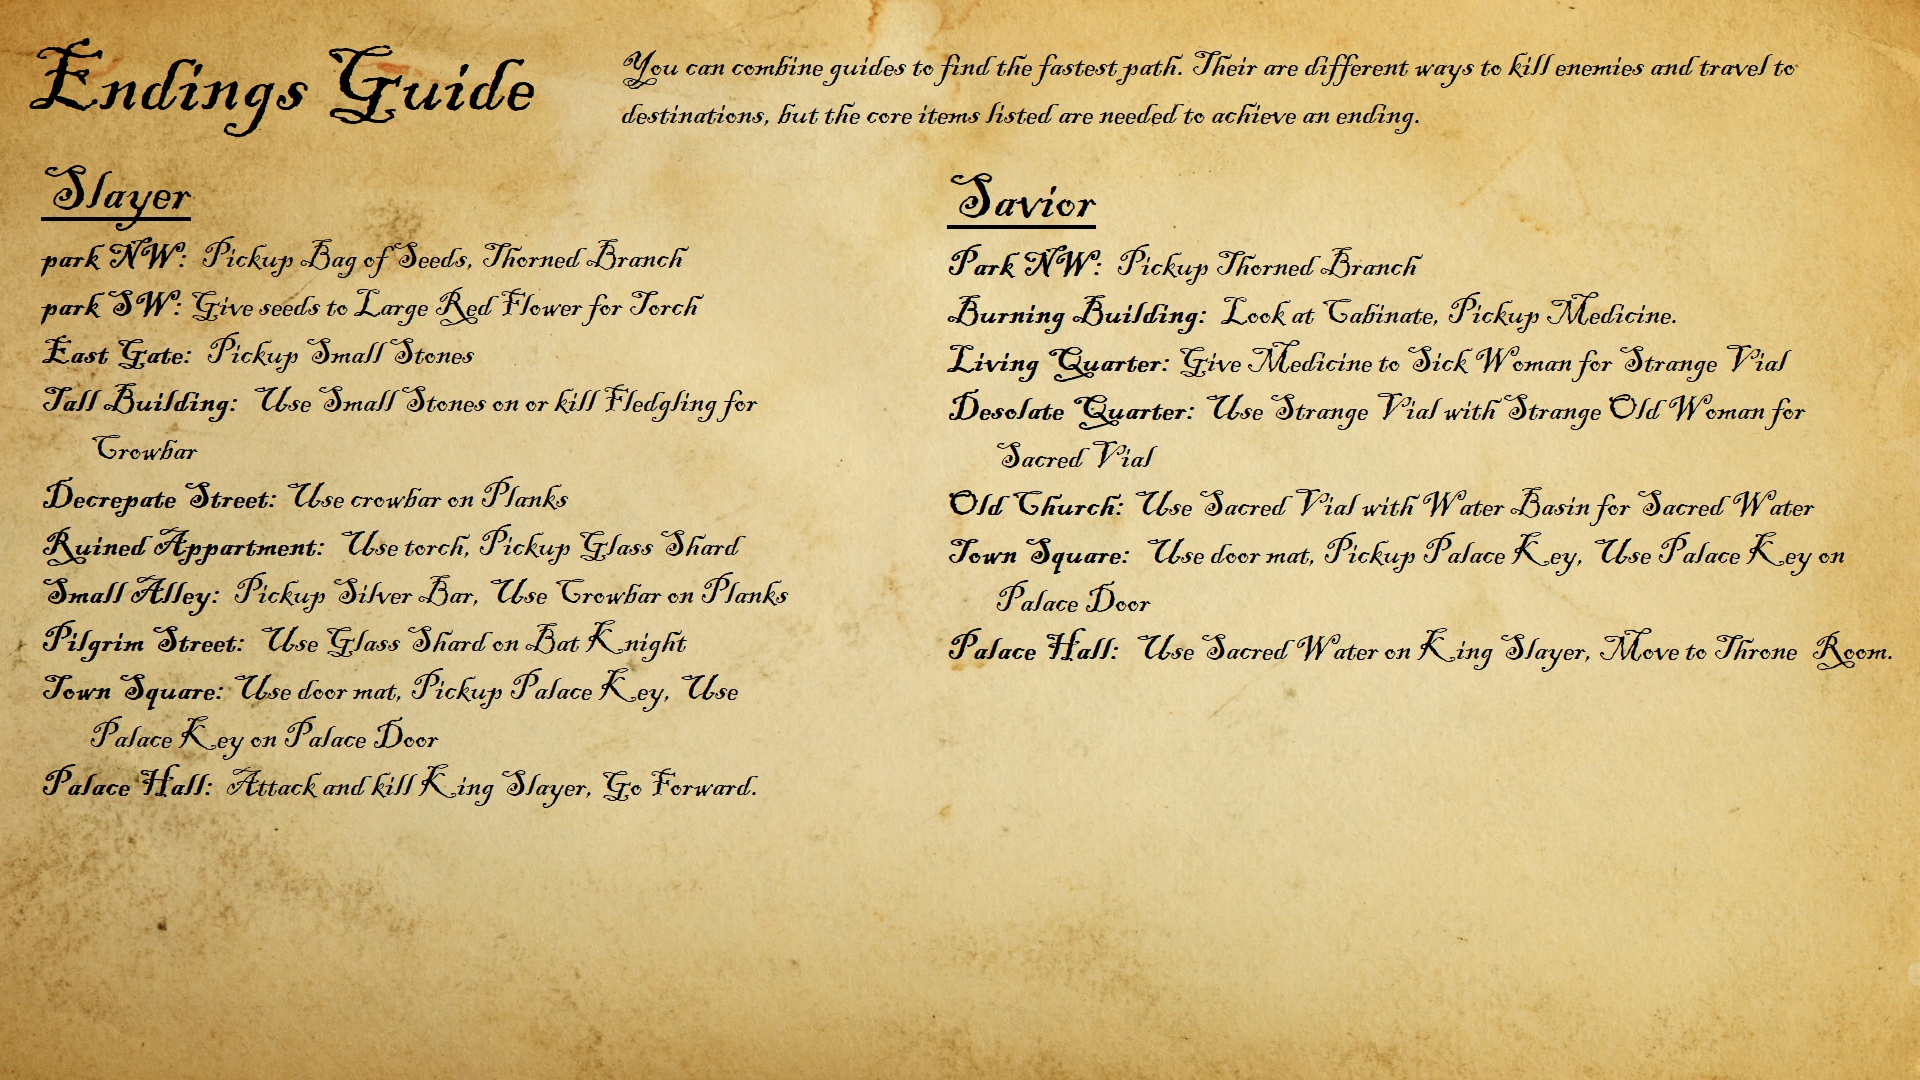 Endings Guide
You can combine guides to find the fastest path. Their are different ways to kill enemies and travel to
destinations, but the core items listed are needed to achieve an ending.
Slayer
park NW: Pickup Bag of Seeds, Thorned Branch
park SW: Give seeds to Large Red Flower for Torch
East Gate: Pickup Small Stones
Tall Building: Use Small Stones on or kill Fledgling for
Crowbar
Decrepate Street: Use crowbar on Planks
Ruined Appartment: Use torch, Pickup Glass Shard
Small Alley: Pickup Silver Bar, Use Crowbar on Planks
Pilgrim Street: Use Glass Shard on Bat Knight
Town Square: Use door mat, Pickup Palace Key, Use
Palace Key on Palace Door
Palace Hall: Attack and kill King Slayer, Go Forward.
Savior
Park NW: Pickup Thorned Branch
Burning Building: Look at Cabinate, Pickup Medicine.
Living Quarter: Give Medicine to Sick Woman for Strange Vial
Desolate Quarter: Use Strange Vial with Strange Old Woman for
Sacred Vial
Old Church: Use Sacred Vial with Water Basin for Sacred Water
Town Square: Use door mat, Pickup Palace Key, Use Palace Key on
Palace Door
Palace Hall: Use Sacred Water on King Slayer, Move to Throne Room.